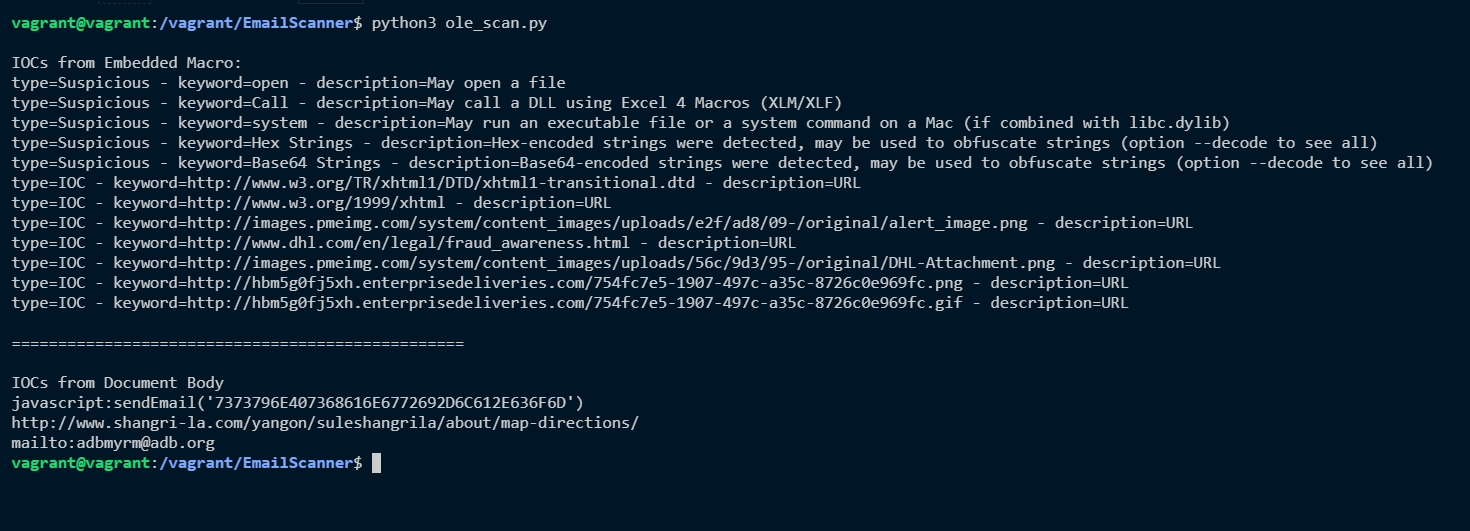 vagrant@vagrant:/vagrant/EmailScanner$ python3 ole_scan.py
IOCs from Embedded Macro:
type=Suspicious - keyword=open - description=May open a file
type=Suspicious - keyword=Call - description=May call a DLL using Excel 4 Macros (XLM/XLF)
type=Suspicious - keyword=system - description=May run an executable file or a system command on a Mac (if combined with libc.dylib)
type=Suspicious - keyword=Hex Strings - description=Hex-encoded strings were detected, may be used to obfuscate strings (option --decode to see all)
type=Suspicious - keyword=Base64 Strings - description=Base64-encoded strings were detected, may be used to obfuscate strings (option --decode to see all)
type=IOC - keyword=http://www.w3.org/TR/xhtml1/DTD/xhtml1-transitional.dtd - description=URL
type=IOC - keyword=http://www.w3.org/1999/xhtml - description=URL
type=IOC - keyword=http://images.pmeimg.com/system/content_images/uploads/e2f/ad8/09-/original/alert_image.png - description=URL
type=IOC - keyword=http://www.dhl.com/en/legal/fraud_awareness.html - description=URL
type=IOC - keyword=http://images.pmeimg.com/system/content_images/uploads/56c/9d3/95-/original/DHL-Attachment.png - description=URL
type=IOC - keyword=http://hbm5g0fj5xh.enterprisedeliveries.com/754fc7e5-1907-497c-a35c-8726c0e969fc.png - description=URL
type=IOC - keyword=http://hbm5g0fj5xh.enterprisedeliveries.com/754fc7e5-1907-497c-a35c-8726c0e969fc.gif - description=URL
=================================================
IOCs from Document Body
javascript:sendEmail('7373796E407368616E6772692D6C612E636F6D')
http://www.shangri-la.com/yangon/suleshangrila/about/map-directions/
mailto:adbmyrm@adb.org
vagrant@vagrant:/vagrant/EmailScanner$